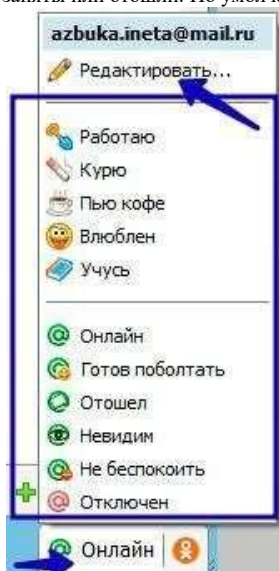 azbuka.ineta@mail.ru
Редактировать...
Работаю
Курю
Пью кофе
Влюблен
Учусь
Онлайн
Готов поболтать
Отошел
Невидим
Не беспокоить
Отключен
Онлайн